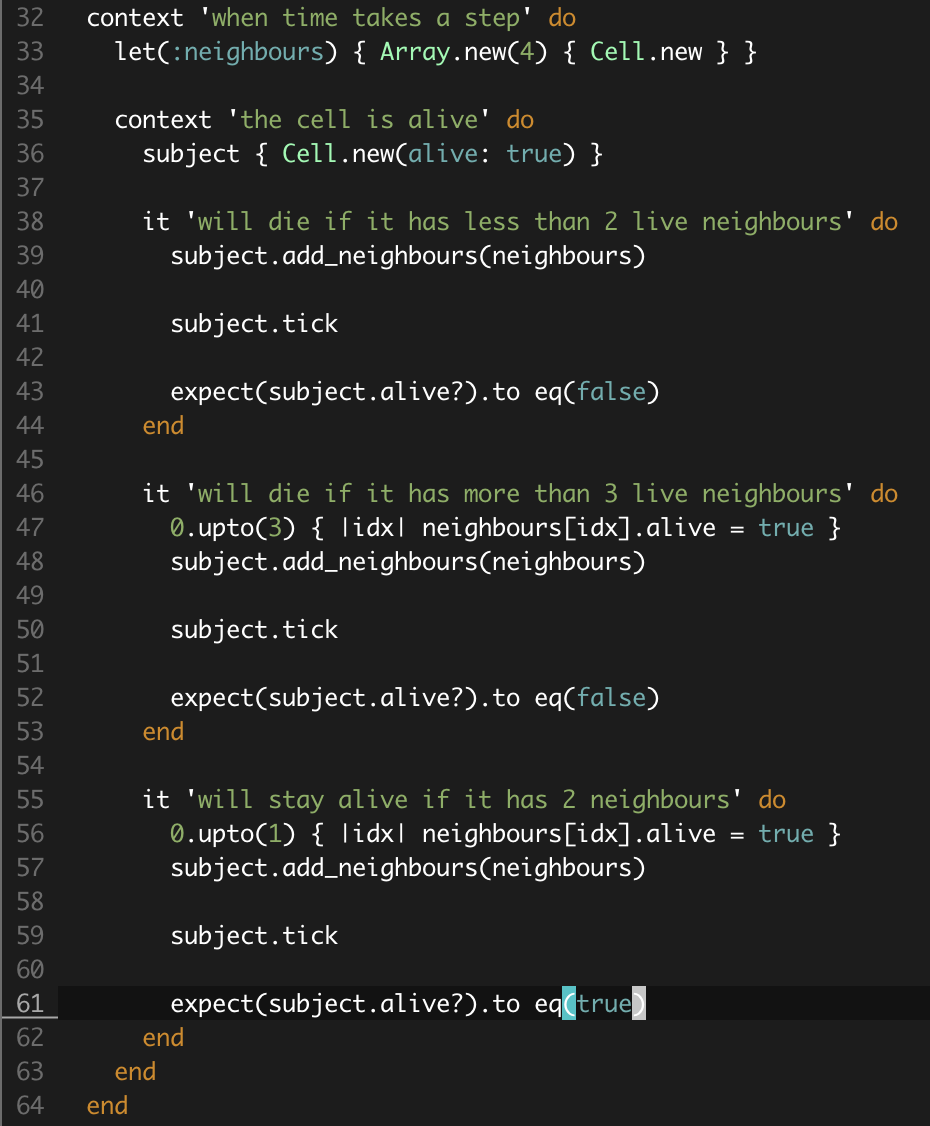 32   context 'when time takes a step' do
33     let(:neighbours) { Array.new(4) { Cell.new } }
34
35     context 'the cell is alive' do
36       subject { Cell.new(alive: true) }
37
38       it 'will die if it has less than 2 live neighbours' do
39         subject.add_neighbours(neighbours)
40
41         subject.tick
42
43         expect(subject.alive?).to eq(false)
44       end
45
46       it 'will die if it has more than 3 live neighbours' do
47         0.upto(3) { |idx| neighbours[idx].alive = true }
48         subject.add_neighbours(neighbours)
49
50         subject.tick
51
52         expect(subject.alive?).to eq(false)
53       end
54
55       it 'will stay alive if it has 2 neighbours' do
56         0.upto(1) { |idx| neighbours[idx].alive = true }
57         subject.add_neighbours(neighbours)
58
59         subject.tick
60
61         expect(subject.alive?).to eq(true)
62       end
63     end
64   end